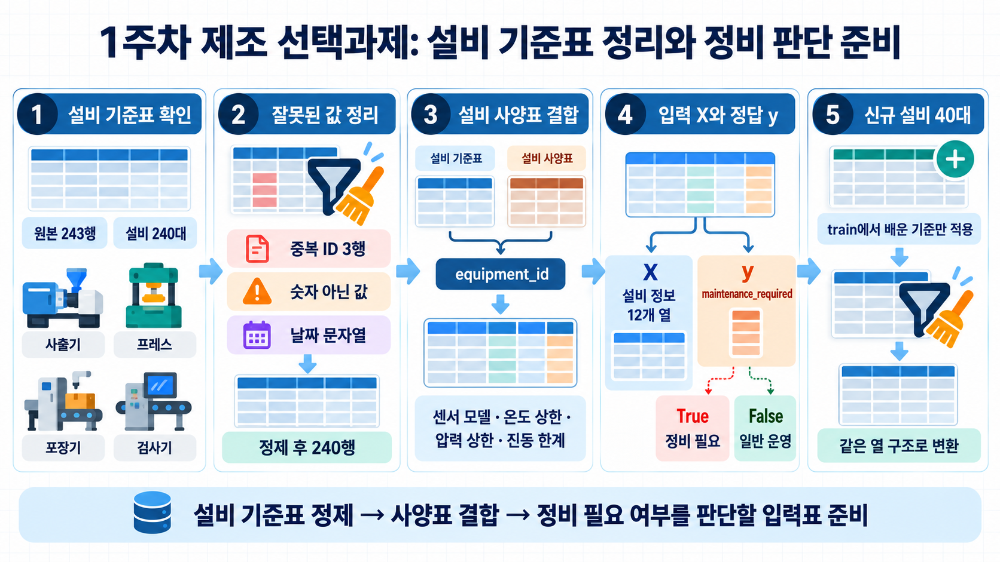 1주차 제조 선택과제: 설비 기준표 정리와 정비 판단 준비
1 설비 기준표 확인
원본 243행
설비 240대
사출기
프레스
포장기
검사기
2 잘못된 값 정리
중복 ID 3행
숫자 아닌 값
날짜 문자열
정제 후 240행
3 설비 사양표 결합
설비 기준표
설비 사양표
equipment_id
센서 모델 · 온도 상한 ·
압력 상한 · 진동 한계
4 입력 X와 정답 y
X
설비 정보
12개 열
y
maintenance_required
True
정비 필요
False
일반 운영
5 신규 설비 40대
train에서 배운 기준만 적용
같은 열 구조로 변환
설비 기준표 정제 → 사양표 결합 → 정비 필요 여부를 판단할 입력표 준비